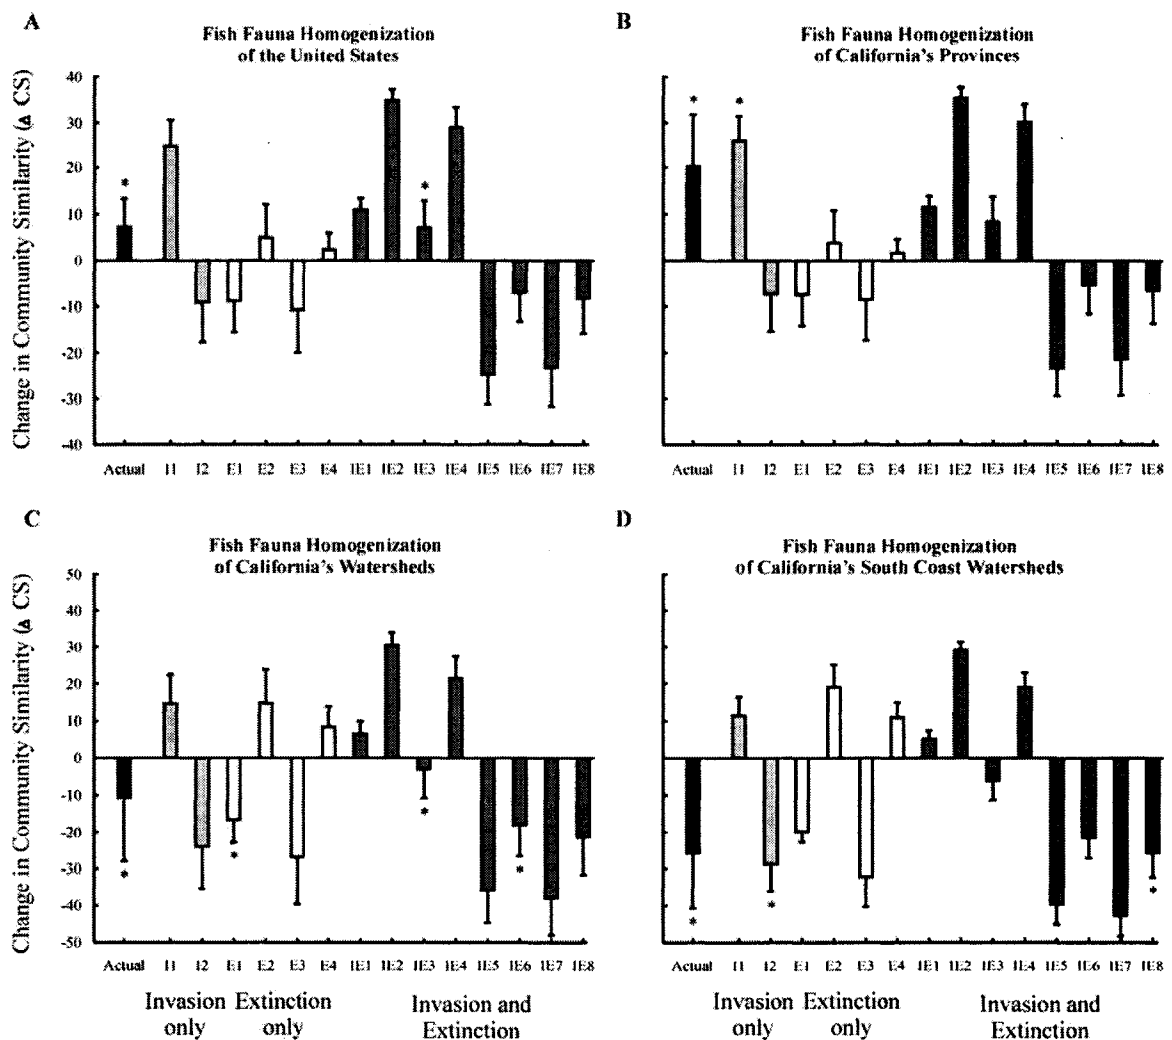 A
Fish Fauna Homogenization
of the United States
Change in Community Similarity (▲ CS)
40
30
20
10
0
-10
-20
-30
-40
*
*
Actual I1 I2 E1 E2 E3 E4 IE1 IE2 IE3 IE4 IE5 IE6 IE7 IE8
B
Fish Fauna Homogenization
of California's Provinces
*
*
Actual I1 I2 E1 E2 E3 E4 IE1 IE2 IE3 IE4 IE5 IE6 IE7 IE8
C
Fish Fauna Homogenization
of California's Watersheds
Change in Community Similarity (▲ CS)
50
40
30
20
10
0
-10
-20
-30
-40
-50
*
*
*
*
Actual I1 I2 E1 E2 E3 E4 IE1 IE2 IE3 IE4 IE5 IE6 IE7 IE8
Invasion only
Extinction only
Invasion and Extinction
D
Fish Fauna Homogenization
of California's South Coast Watersheds
*
*
*
Actual I1 I2 E1 E2 E3 E4 IE1 IE2 IE3 IE4 IE5 IE6 IE7 IE8
Invasion only
Extinction only
Invasion and Extinction